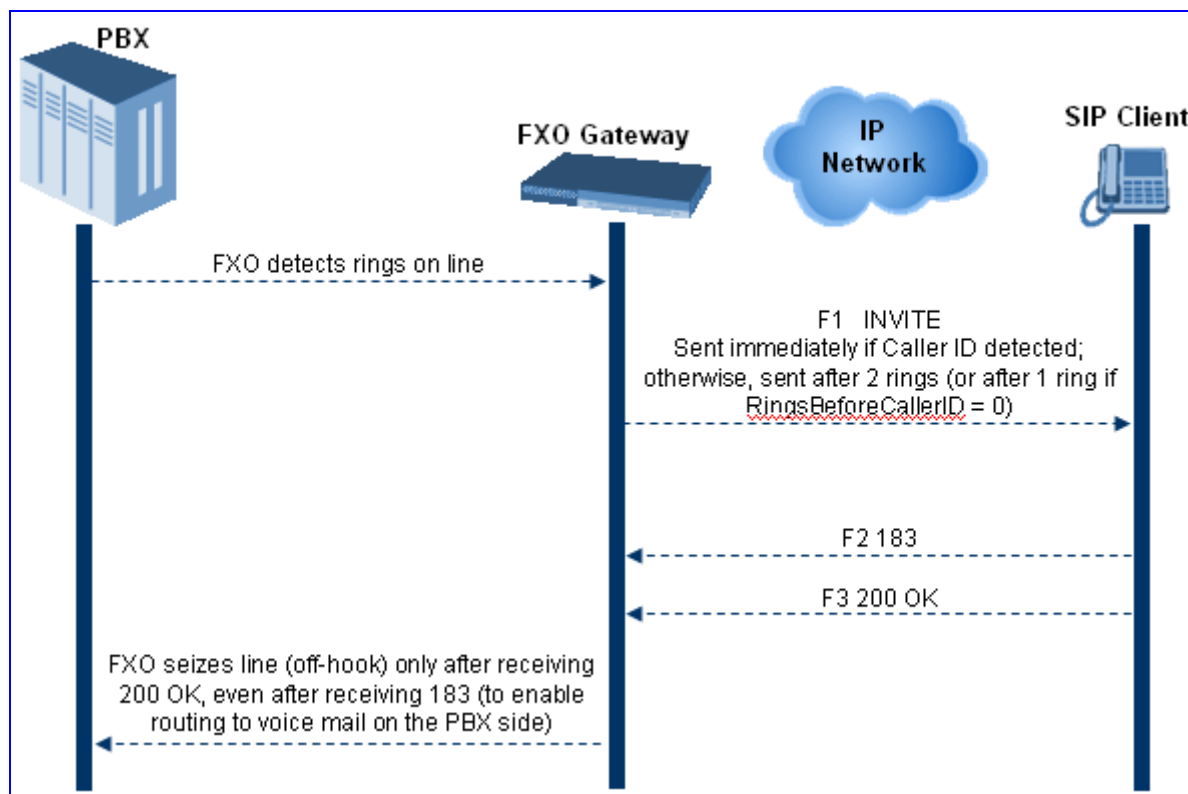 PBX
FXO Gateway
IP
Network
SIP Client
FXO detects rings on line
F1 INVITE
Sent immediately if Caller ID detected;
otherwise, sent after 2 rings (or after 1 ring if
RingsBeforeCallerID = 0)
F2 183
F3 200 OK
FXO seizes line (off-hook) only after receiving
200 OK, even after receiving 183 (to enable
routing to voice mail on the PBX side)